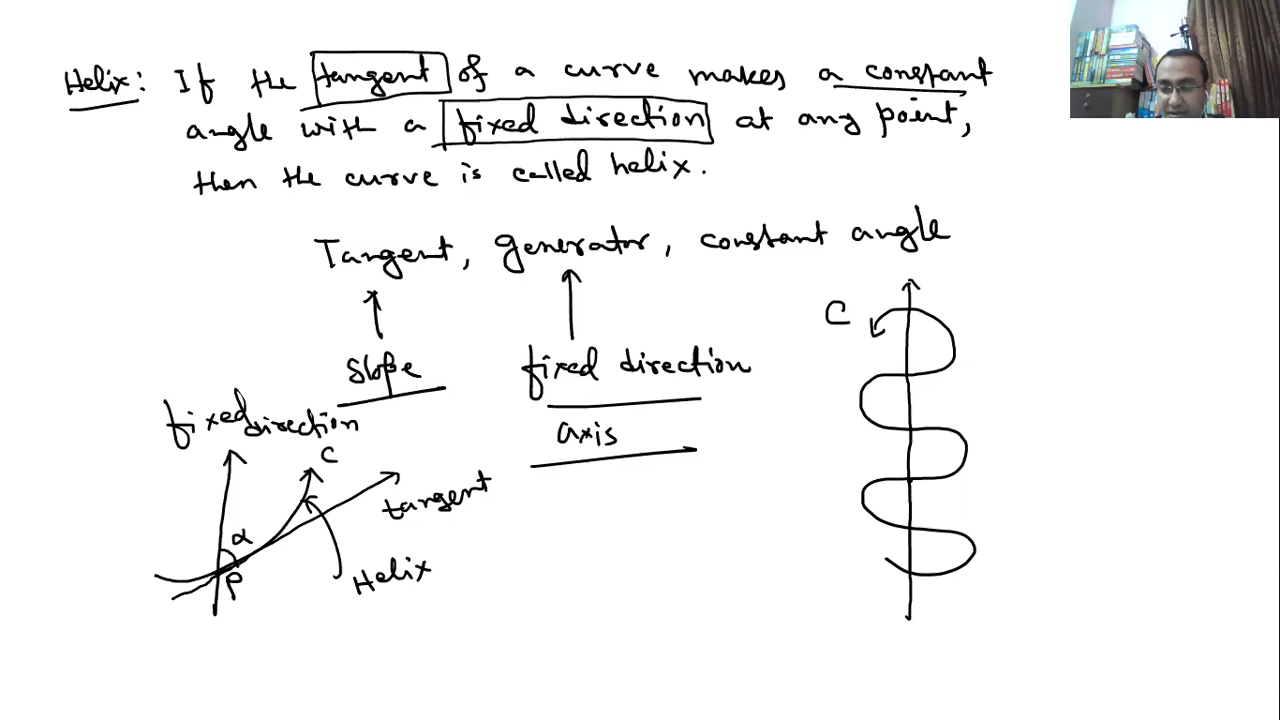 Helix: If the tangent of a curve makes a constant
angle with a fixed direction at any point,
then the curve is called helix.
Tangent, generator, constant angle
C
slope
fixed direction
axis
fixed direction
C
tangent
α
P
Helix